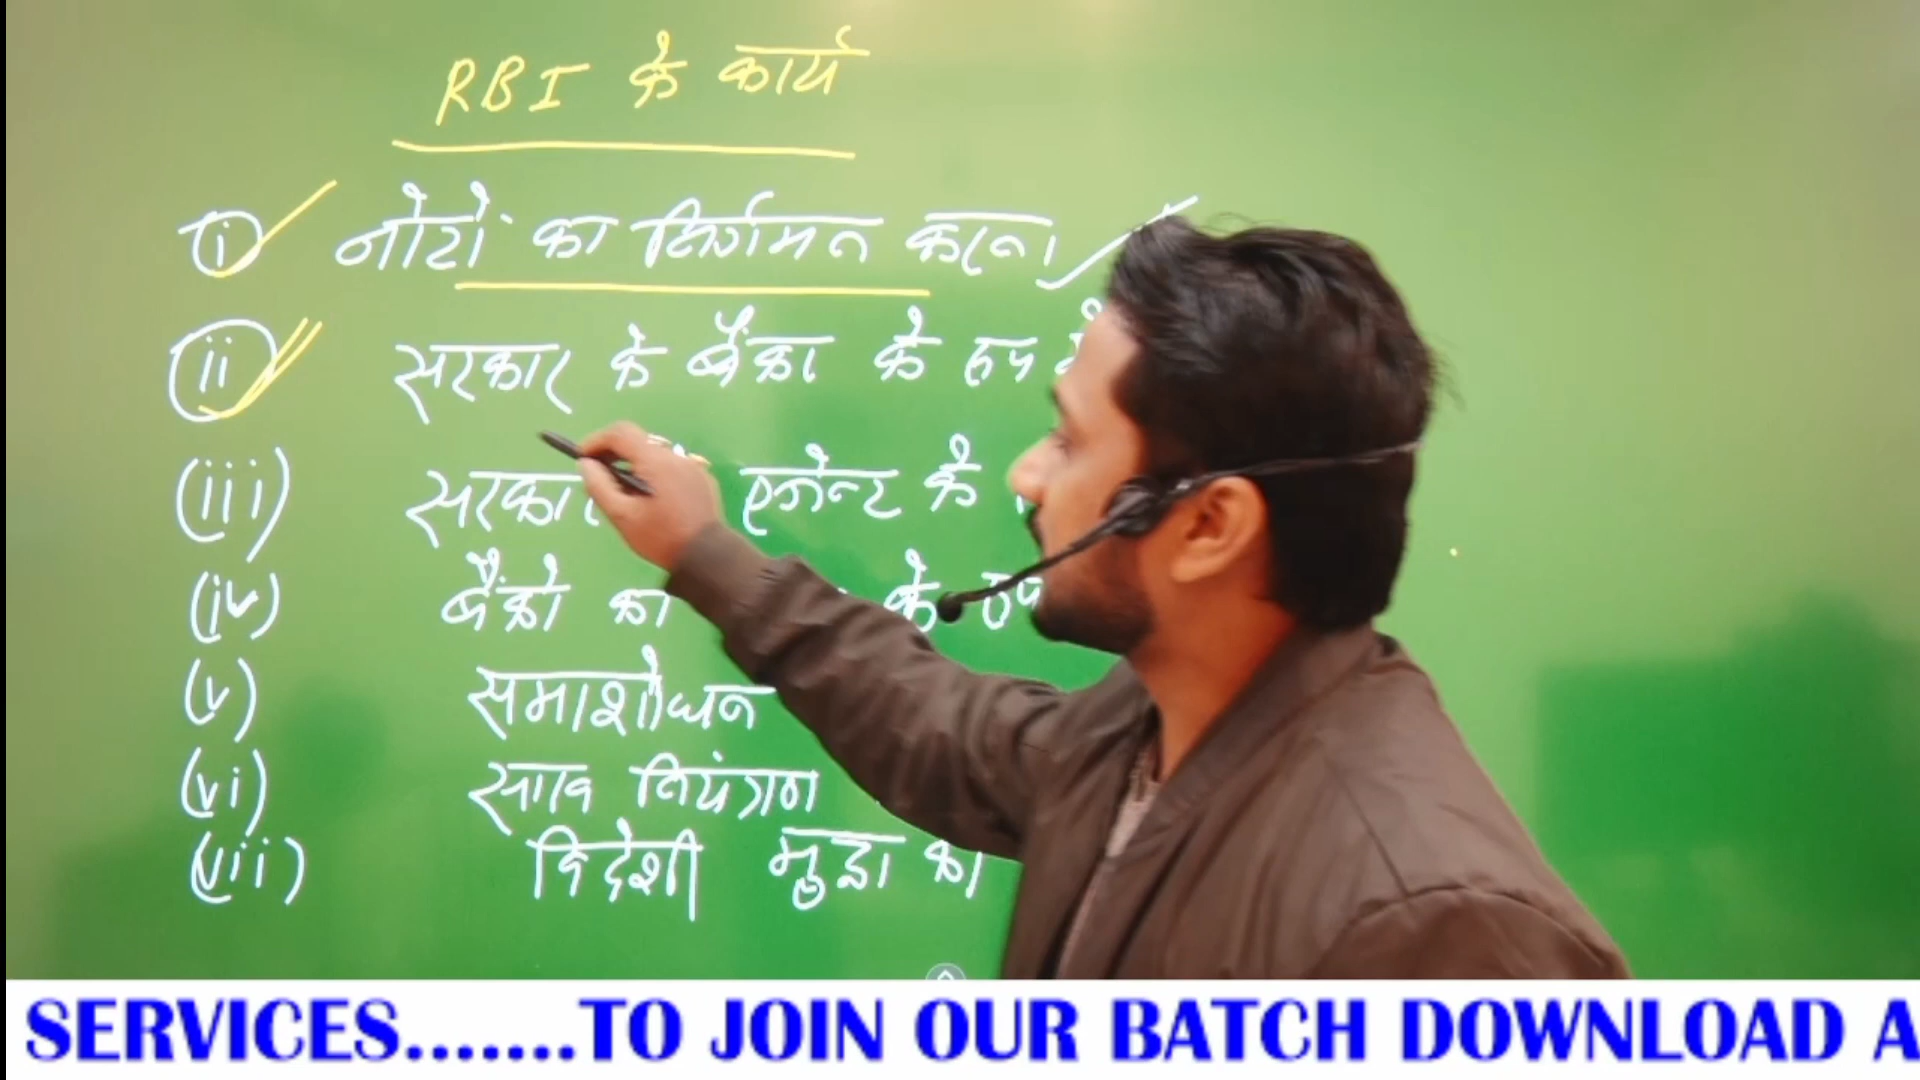 RBI के कार्य
(i) नोटों का निर्गमन करना
(ii) सरकार के बैंक के रूप
(iii) सरकार एजेन्ट के
(iv) बैंको का के रूप
(v) समाशोधन
(vi) साख नियंत्रण
(vii) विदेशी मुद्रा का
SERVICES.......TO JOIN OUR BATCH DOWNLOAD A